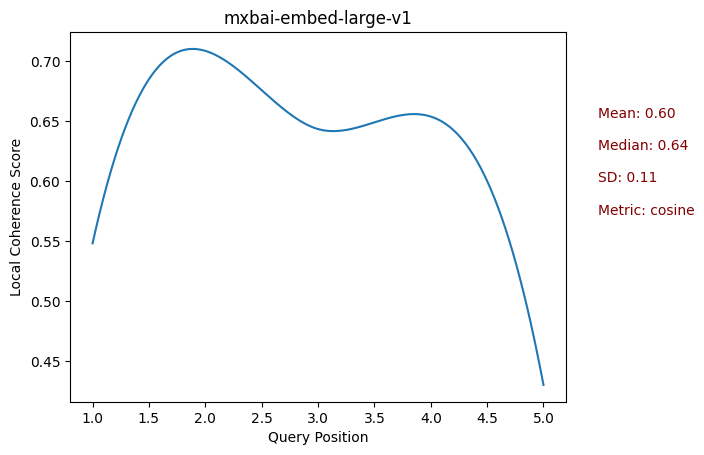 mxbai-embed-large-v1
Local Coherence Score
0.70
0.65
0.60
0.55
0.50
0.45
1.0 1.5 2.0 2.5 3.0 3.5 4.0 4.5 5.0
Query Position
Mean: 0.60
Median: 0.64
SD: 0.11
Metric: cosine